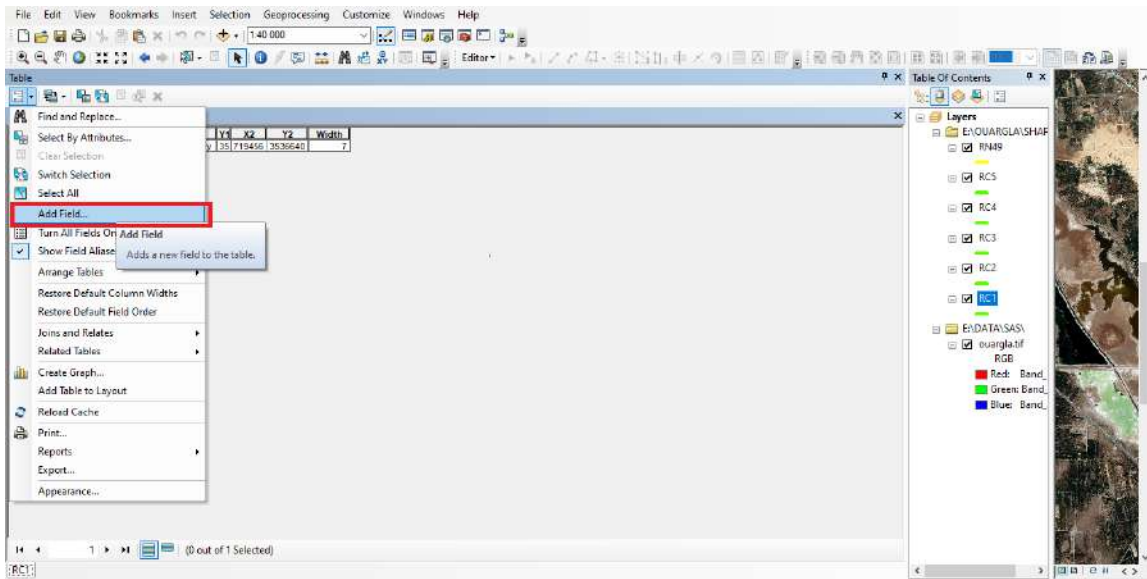 File Edit View Bookmarks Insert Selection Geoprocessing Customize Windows Help
1:40 000
Editor
Table
Find and Replace...
Select By Attributes...
Clear Selection
Switch Selection
Select All
Add Field...
Turn All Fields On
Show Field Aliase
Arrange Tables
Restore Default Column Widths
Restore Default Field Order
Joins and Relates
Related Tables
Create Graph...
Add Table to Layout
Reload Cache
Print...
Reports
Export...
Appearance...
Add Field
Adds a new field to the table.
Y1 X2 Y2 Width
y 35 719456 3536640 7
1 (0 out of 1 Selected)
RC1
Table Of Contents
Layers
E:\OUARGLA\SHAP
RN49
RC5
RC4
RC3
RC2
RC1
E:\DATA\SAS\
ouargla.tif
RGB
Red: Band_
Green: Band_
Blue: Band_